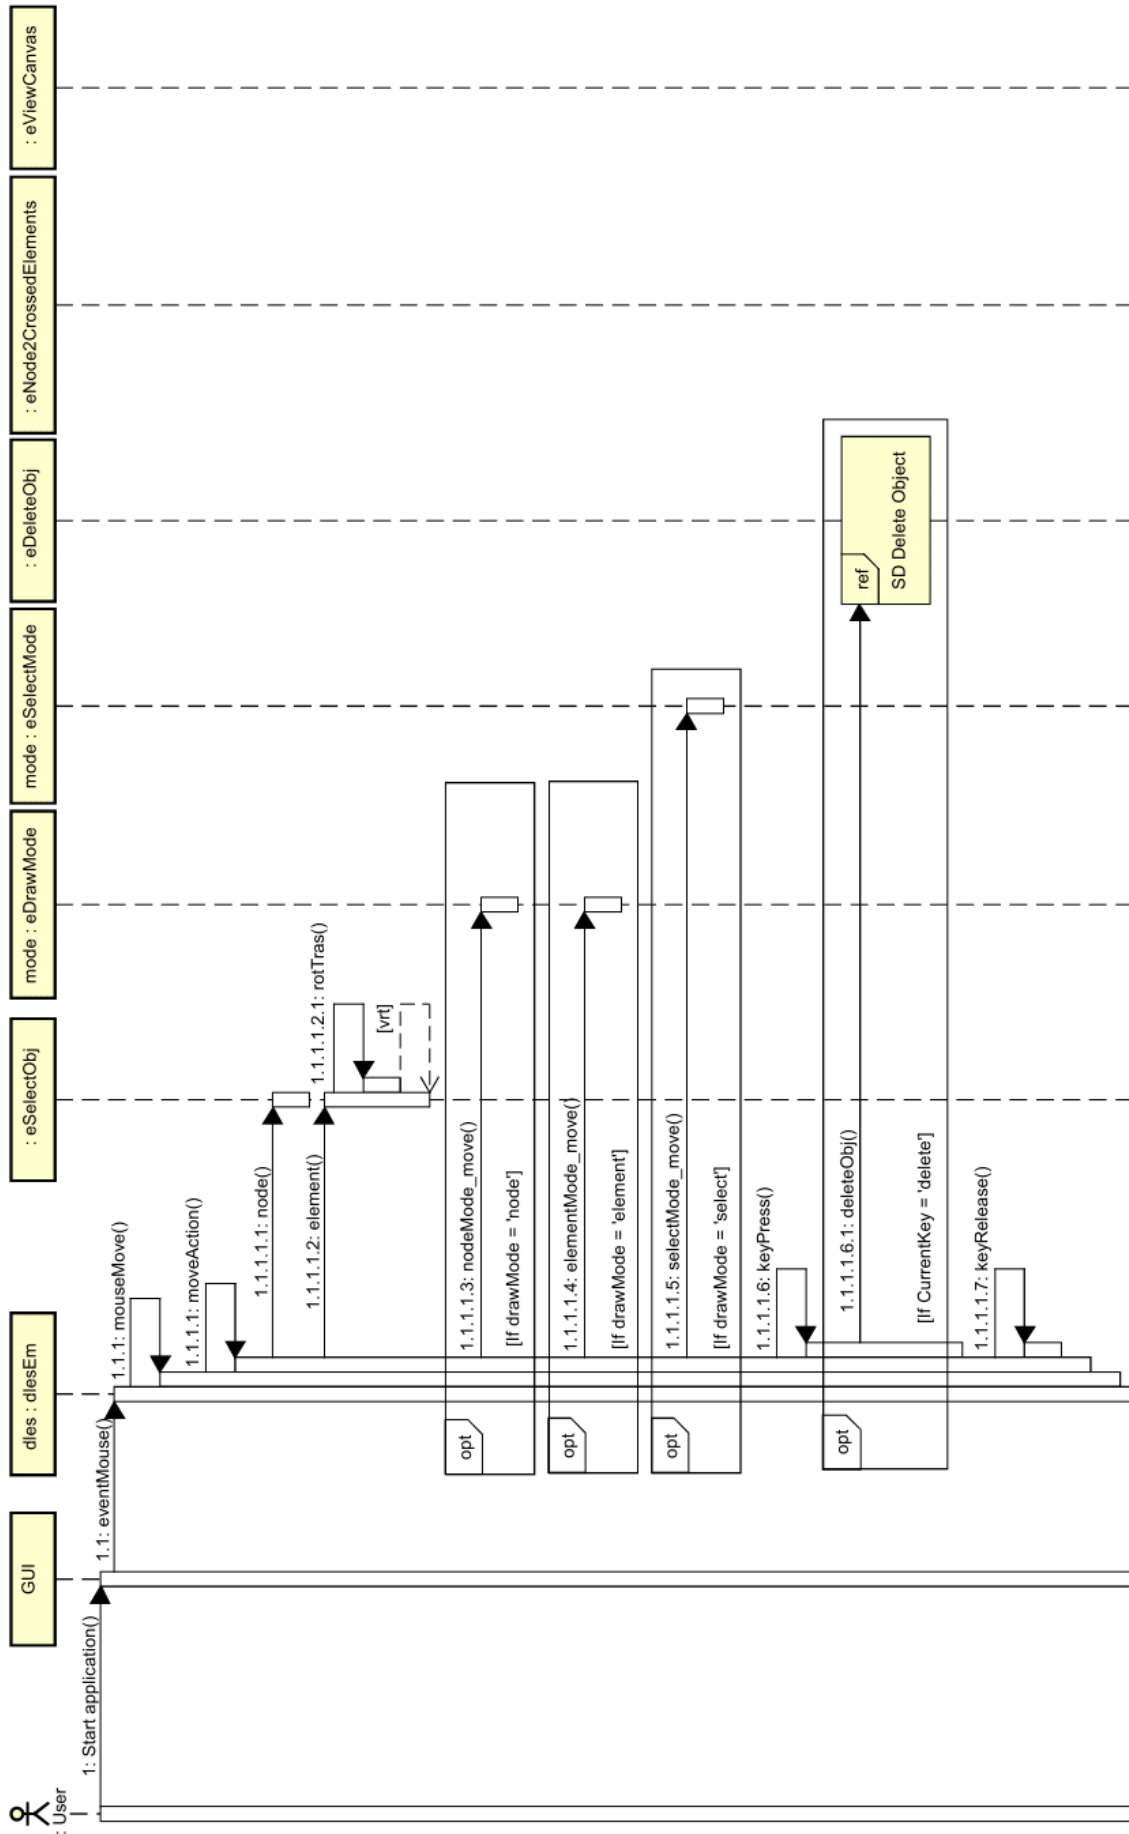 : User
GUI
dles : dlesEm
: eSelectObj
mode : eDrawMode
mode : eSelectMode
: eDeleteObj
: eNode2CrossedElements
: eViewCanvas
1: Start application()
1.1: eventMouse()
1.1.1: mouseMove()
1.1.1.1: moveAction()
1.1.1.1.1: node()
1.1.1.1.2: element()
1.1.1.1.2.1: rotTras()
[vrt]
opt
1.1.1.1.3: nodeMode_move()
[If drawMode = 'node']
opt
1.1.1.1.4: elementMode_move()
[If drawMode = 'element']
opt
1.1.1.1.5: selectMode_move()
[If drawMode = 'select']
1.1.1.1.6: keyPress()
opt
1.1.1.1.6.1: deleteObj()
ref
SD Delete Object
[If CurrentKey = 'delete']
1.1.1.1.7: keyRelease()